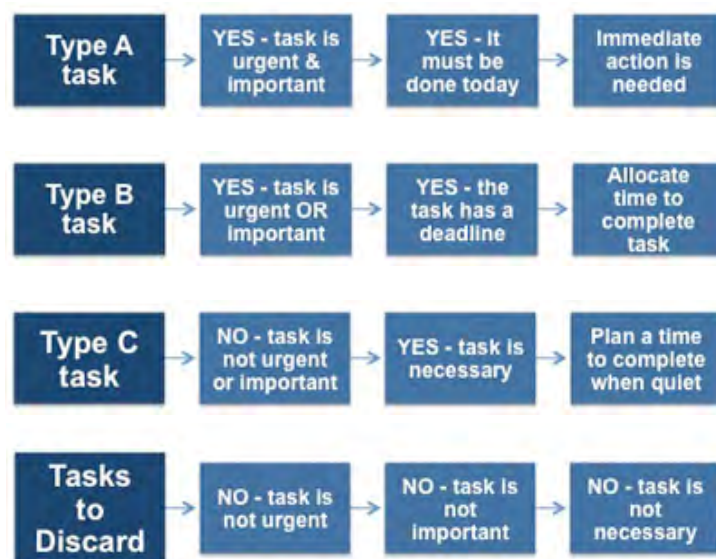 Type A
task
YES - task is
urgent &
important
YES - It
must be
done today
Immediate
action is
needed
Type B
task
YES - task is
urgent OR
important
YES - the
task has a
deadline
Allocate
time to
complete
task
Type C
task
NO - task is
not urgent
or important
YES - task is
necessary
Plan a time
to complete
when quiet
Tasks
to
Discard
NO - task is
not urgent
NO - task is
not
important
NO - task is
not
necessary